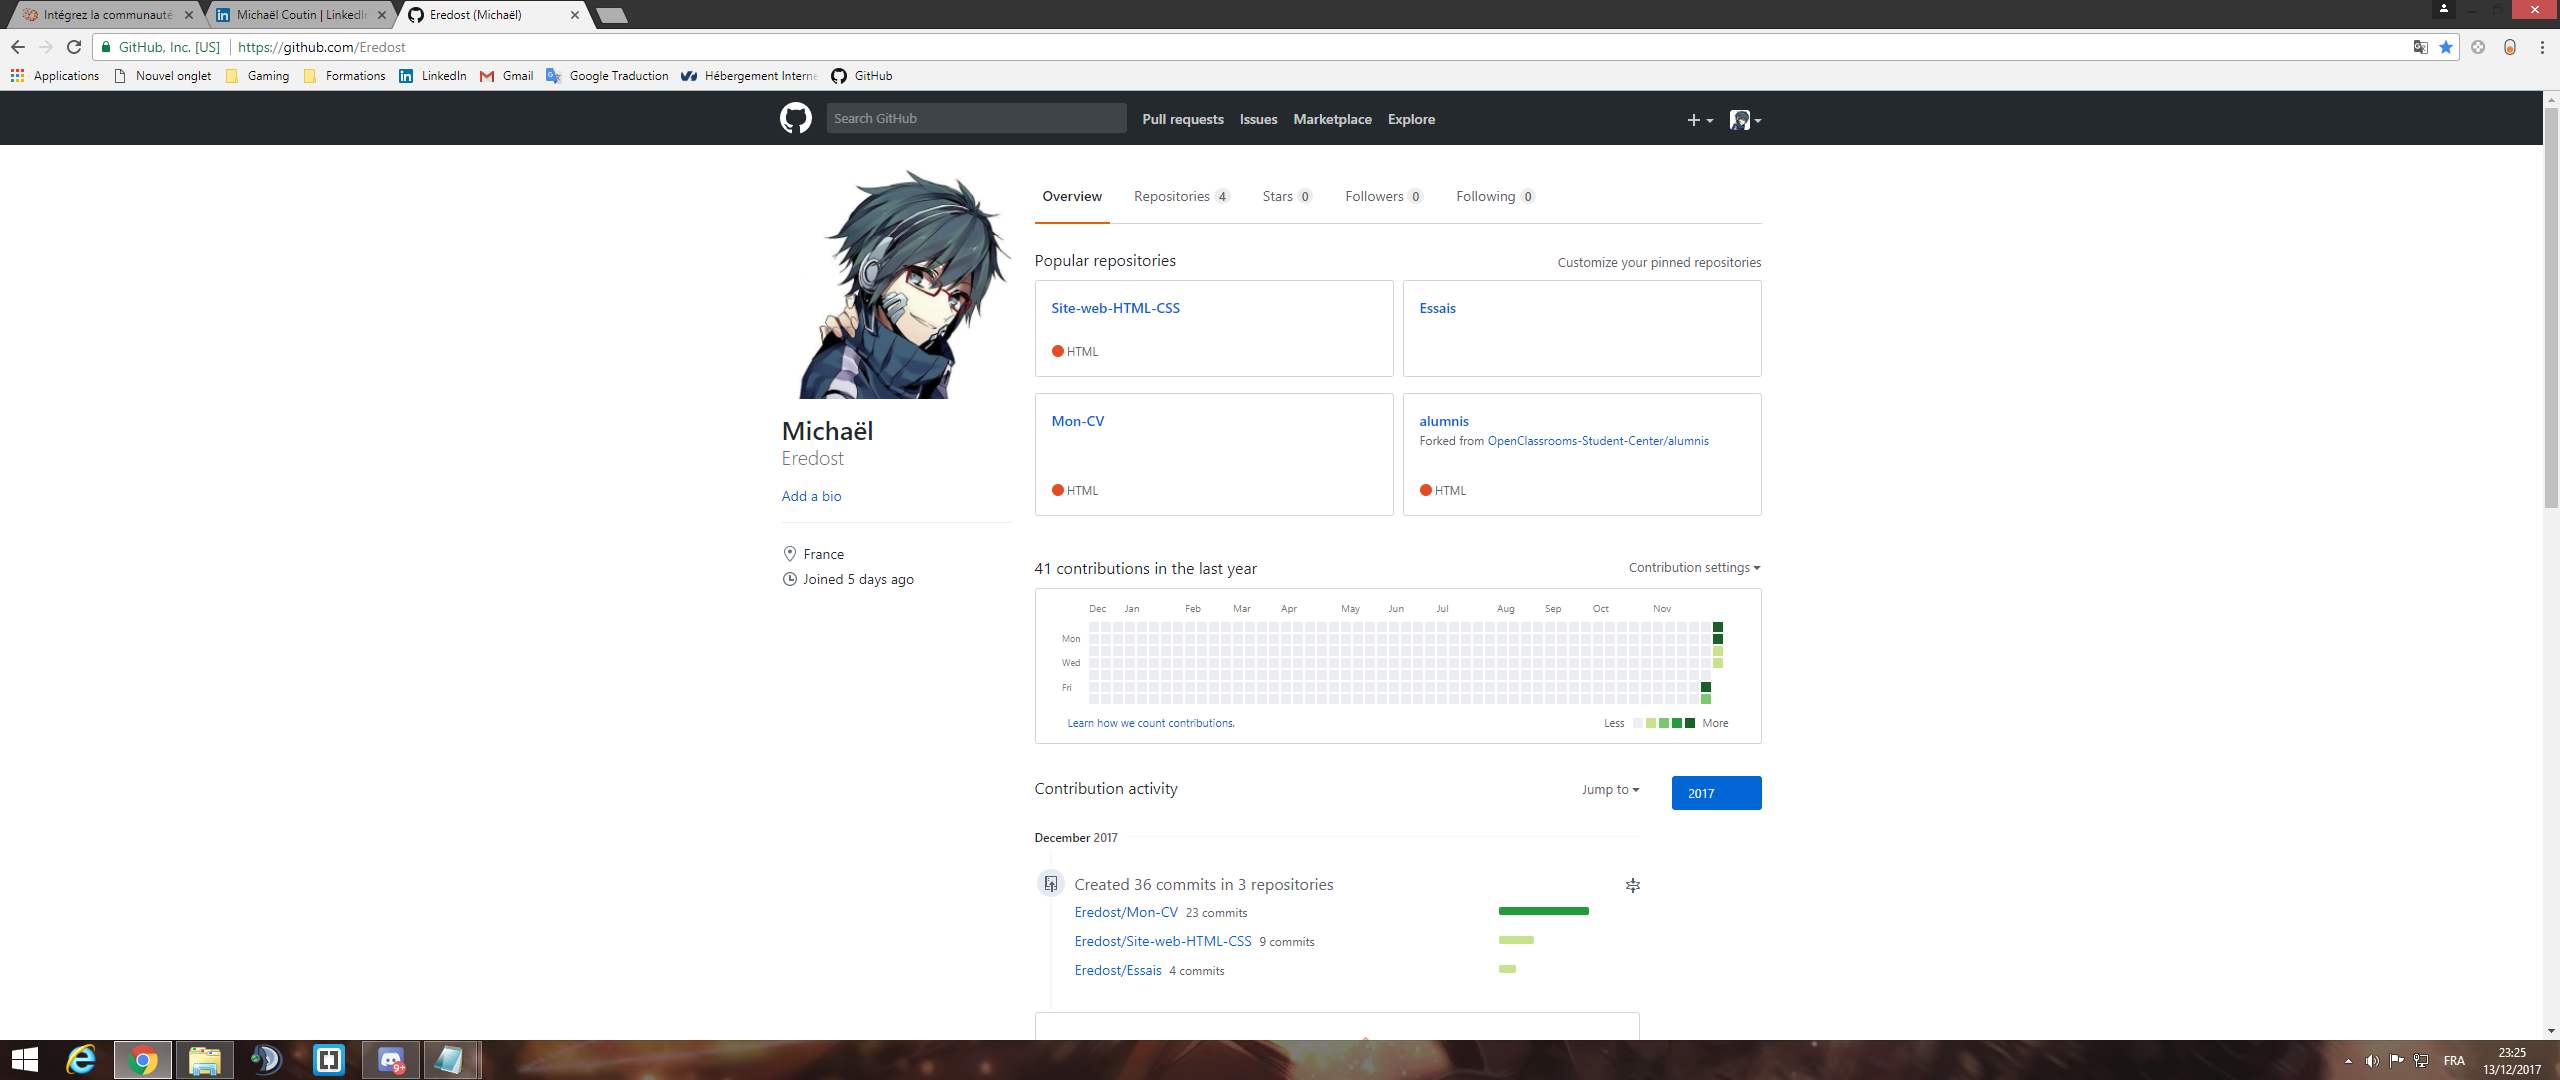 Intégrez la communauté
Michaël Coutin | LinkedIn
Eredost (Michaël)
GitHub, Inc. [US] https://github.com/Eredost
Applications Nouvel onglet Gaming Formations LinkedIn Gmail Google Traduction Hébergement Interne GitHub
Search GitHub Pull requests Issues Marketplace Explore
Overview Repositories 4 Stars 0 Followers 0 Following 0
Popular repositories Customize your pinned repositories
Site-web-HTML-CSS
HTML
Essais
Mon-CV
HTML
alumnis
Forked from OpenClassrooms-Student-Center/alumnis
HTML
Michaël
Eredost
Add a bio
France
Joined 5 days ago
41 contributions in the last year Contribution settings
Dec Jan Feb Mar Apr May Jun Jul Aug Sep Oct Nov
Mon
Wed
Fri
Learn how we count contributions. Less More
Contribution activity Jump to 2017
December 2017
Created 36 commits in 3 repositories
Eredost/Mon-CV 23 commits
Eredost/Site-web-HTML-CSS 9 commits
Eredost/Essais 4 commits
9+
FRA
23:25
13/12/2017